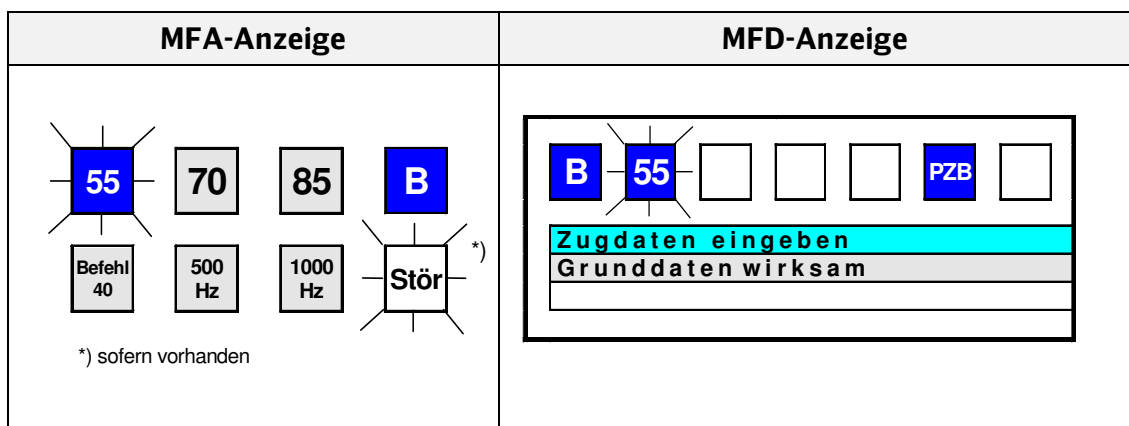 MFA-Anzeige
MFD-Anzeige
55 70 85 B
Befehl 40 500 Hz 1000 Hz Stör *)
*) sofern vorhanden
B 55 PZB
Zugdaten eingeben
Grunddaten wirksam